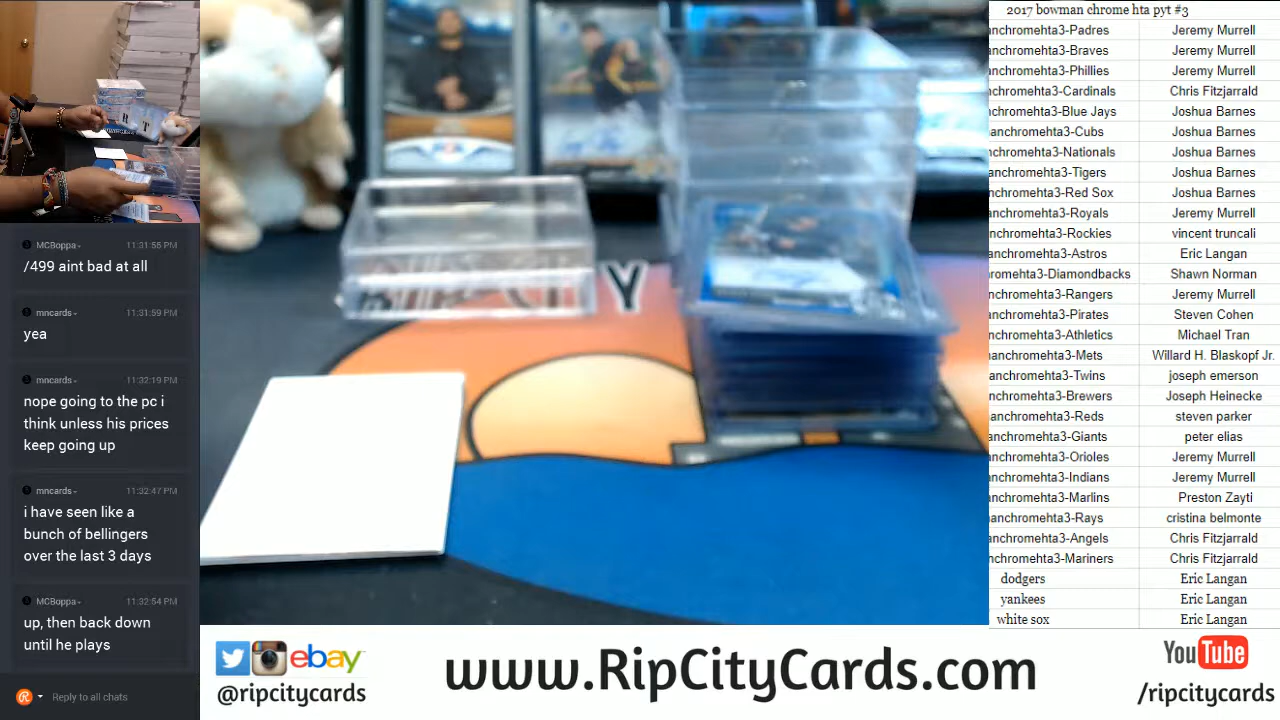 MCBoppa 11:31:55 PM
/499 aint bad at all
mncards 11:31:59 PM
yea
mncards 11:32:19 PM
nope going to the pc i
think unless his prices
keep going up
mncards 11:32:47 PM
i have seen like a
bunch of bellingers
over the last 3 days
MCBoppa 11:32:54 PM
up, then back down
until he plays
Reply to all chats
R T
Y
2017 bowman chrome hta pyt #3
anchromehta3-Padres Jeremy Murrell
anchromehta3-Braves Jeremy Murrell
anchromehta3-Phillies Jeremy Murrell
nchromehta3-Cardinals Chris Fitzjarrald
nchromehta3-Blue Jays Joshua Barnes
anchromehta3-Cubs Joshua Barnes
nchromehta3-Nationals Joshua Barnes
anchromehta3-Tigers Joshua Barnes
nchromehta3-Red Sox Joshua Barnes
anchromehta3-Royals Jeremy Murrell
nchromehta3-Rockies vincent truncali
anchromehta3-Astros Eric Langan
romehta3-Diamondbacks Shawn Norman
nchromehta3-Rangers Jeremy Murrell
anchromehta3-Pirates Steven Cohen
nchromehta3-Athletics Michael Tran
anchromehta3-Mets Willard H. Blaskopf Jr.
anchromehta3-Twins joseph emerson
nchromehta3-Brewers Joseph Heinecke
anchromehta3-Reds steven parker
anchromehta3-Giants peter elias
nchromehta3-Orioles Jeremy Murrell
nchromehta3-Indians Jeremy Murrell
nchromehta3-Marlins Preston Zayti
anchromehta3-Rays cristina belmonte
nchromehta3-Angels Chris Fitzjarrald
nchromehta3-Mariners Chris Fitzjarrald
dodgers Eric Langan
yankees Eric Langan
white sox Eric Langan
ebay
@ripcitycards
www.RipCityCards.com
YouTube
/ripcitycards